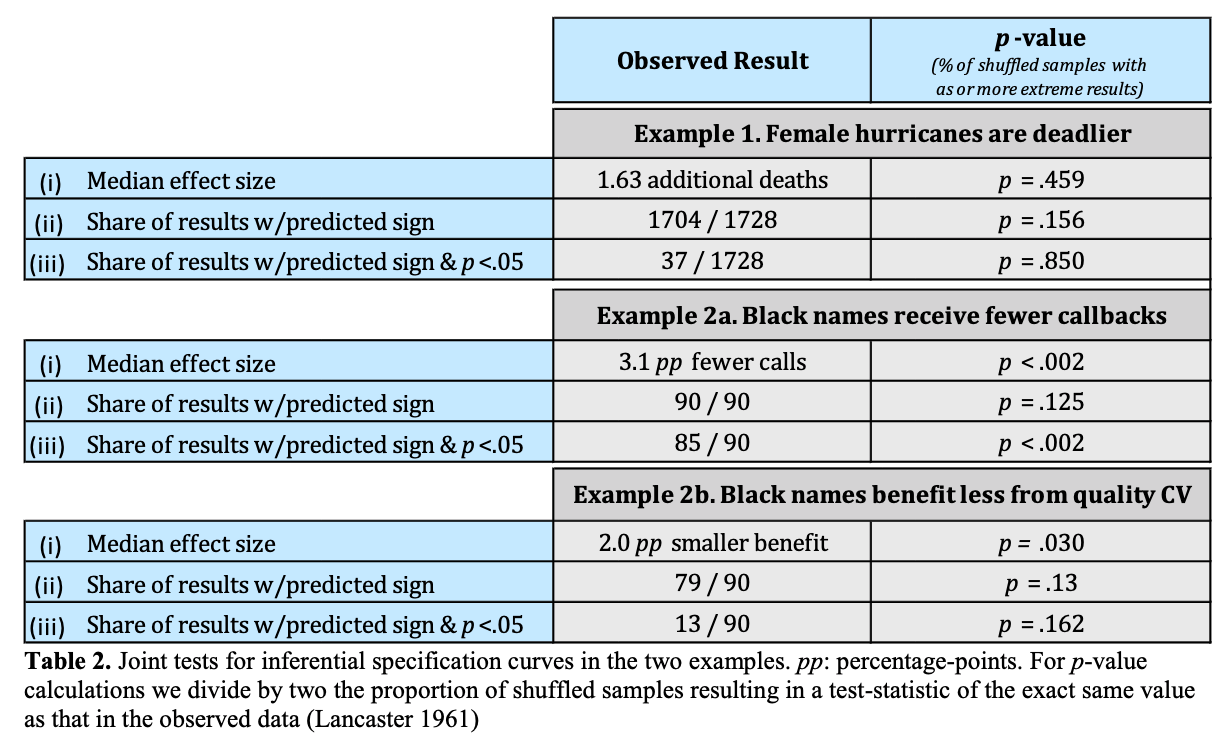 Observed Result
p-value
(% of shuffled samples with
as or more extreme results)
Example 1. Female hurricanes are deadlier
(i) Median effect size 1.63 additional deaths p = .459
(ii) Share of results w/predicted sign 1704 / 1728 p = .156
(iii) Share of results w/predicted sign & p <.05 37 / 1728 p = .850
Example 2a. Black names receive fewer callbacks
(i) Median effect size 3.1 pp fewer calls p < .002
(ii) Share of results w/predicted sign 90 / 90 p = .125
(iii) Share of results w/predicted sign & p <.05 85 / 90 p < .002
Example 2b. Black names benefit less from quality CV
(i) Median effect size 2.0 pp smaller benefit p = .030
(ii) Share of results w/predicted sign 79 / 90 p = .13
(iii) Share of results w/predicted sign & p <.05 13 / 90 p = .162
Table 2. Joint tests for inferential specification curves in the two examples. pp: percentage-points. For p-value
calculations we divide by two the proportion of shuffled samples resulting in a test-statistic of the exact same value
as that in the observed data (Lancaster 1961)